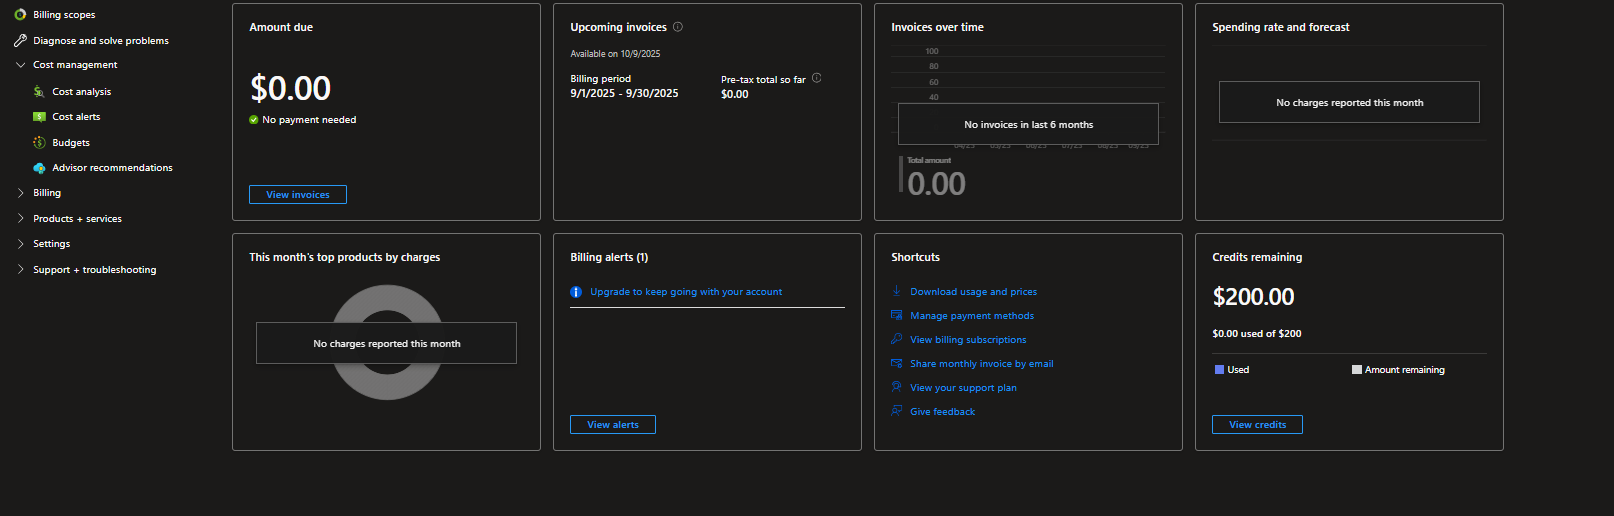 Billing scopes
Diagnose and solve problems
Cost management
Cost analysis
Cost alerts
Budgets
Advisor recommendations
Billing
Products + services
Settings
Support + troubleshooting
Amount due
$0.00
No payment needed
View invoices
Upcoming invoices
Available on 10/9/2025
Billing period
9/1/2025 - 9/30/2025
Pre-tax total so far
$0.00
Invoices over time
100
80
60
40
No invoices in last 6 months
Total amount
0.00
Spending rate and forecast
No charges reported this month
This month's top products by charges
No charges reported this month
Billing alerts (1)
Upgrade to keep going with your account
View alerts
Shortcuts
Download usage and prices
Manage payment methods
View billing subscriptions
Share monthly invoice by email
View your support plan
Give feedback
Credits remaining
$200.00
$0.00 used of $200
Used
Amount remaining
View credits